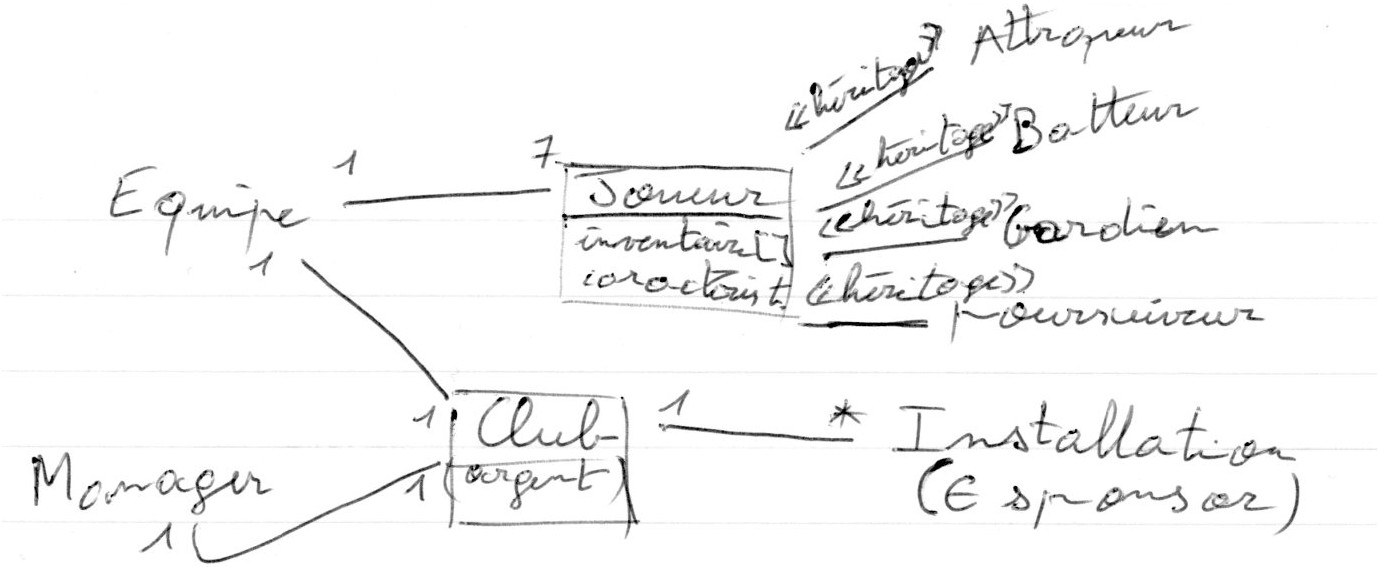 «héritage» Attrapeur
«héritage» Batteur
1 7
Equipe Joueur «héritage» Gardien
inventaire[]
1 caractérist. «héritage» poursuiveur
1 Club 1 * Installation
Manager 1 (argent) (€ sponsor)
1